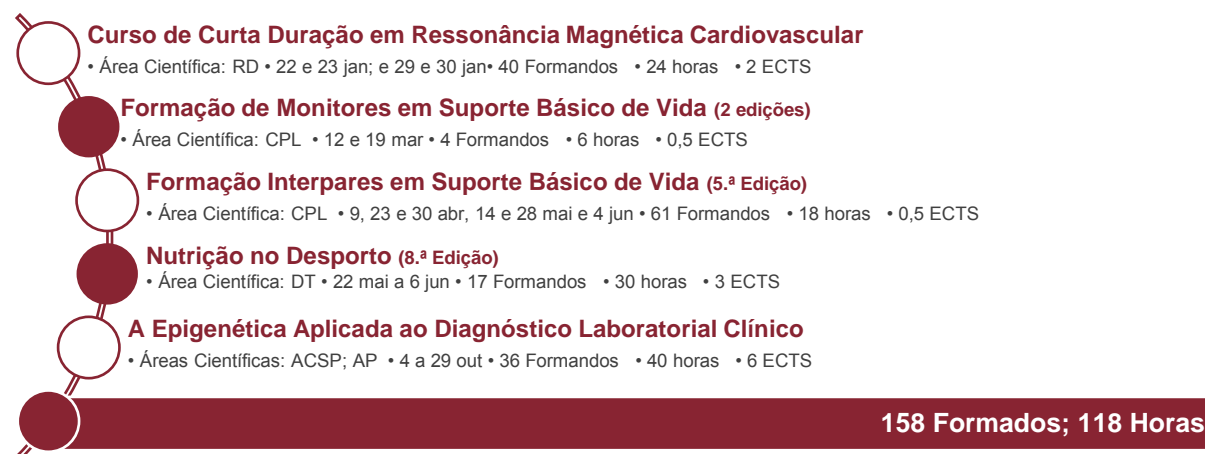 Curso de Curta Duração em Ressonância Magnética Cardiovascular
• Área Científica: RD • 22 e 23 jan; e 29 e 30 jan• 40 Formandos • 24 horas • 2 ECTS
Formação de Monitores em Suporte Básico de Vida (2 edições)
• Área Científica: CPL • 12 e 19 mar • 4 Formandos • 6 horas • 0,5 ECTS
Formação Interpares em Suporte Básico de Vida (5.ª Edição)
• Área Científica: CPL • 9, 23 e 30 abr, 14 e 28 mai e 4 jun • 61 Formandos • 18 horas • 0,5 ECTS
Nutrição no Desporto (8.ª Edição)
• Área Científica: DT • 22 mai a 6 jun • 17 Formandos • 30 horas • 3 ECTS
A Epigenética Aplicada ao Diagnóstico Laboratorial Clínico
• Áreas Científicas: ACSP; AP • 4 a 29 out • 36 Formandos • 40 horas • 6 ECTS
158 Formados; 118 Horas